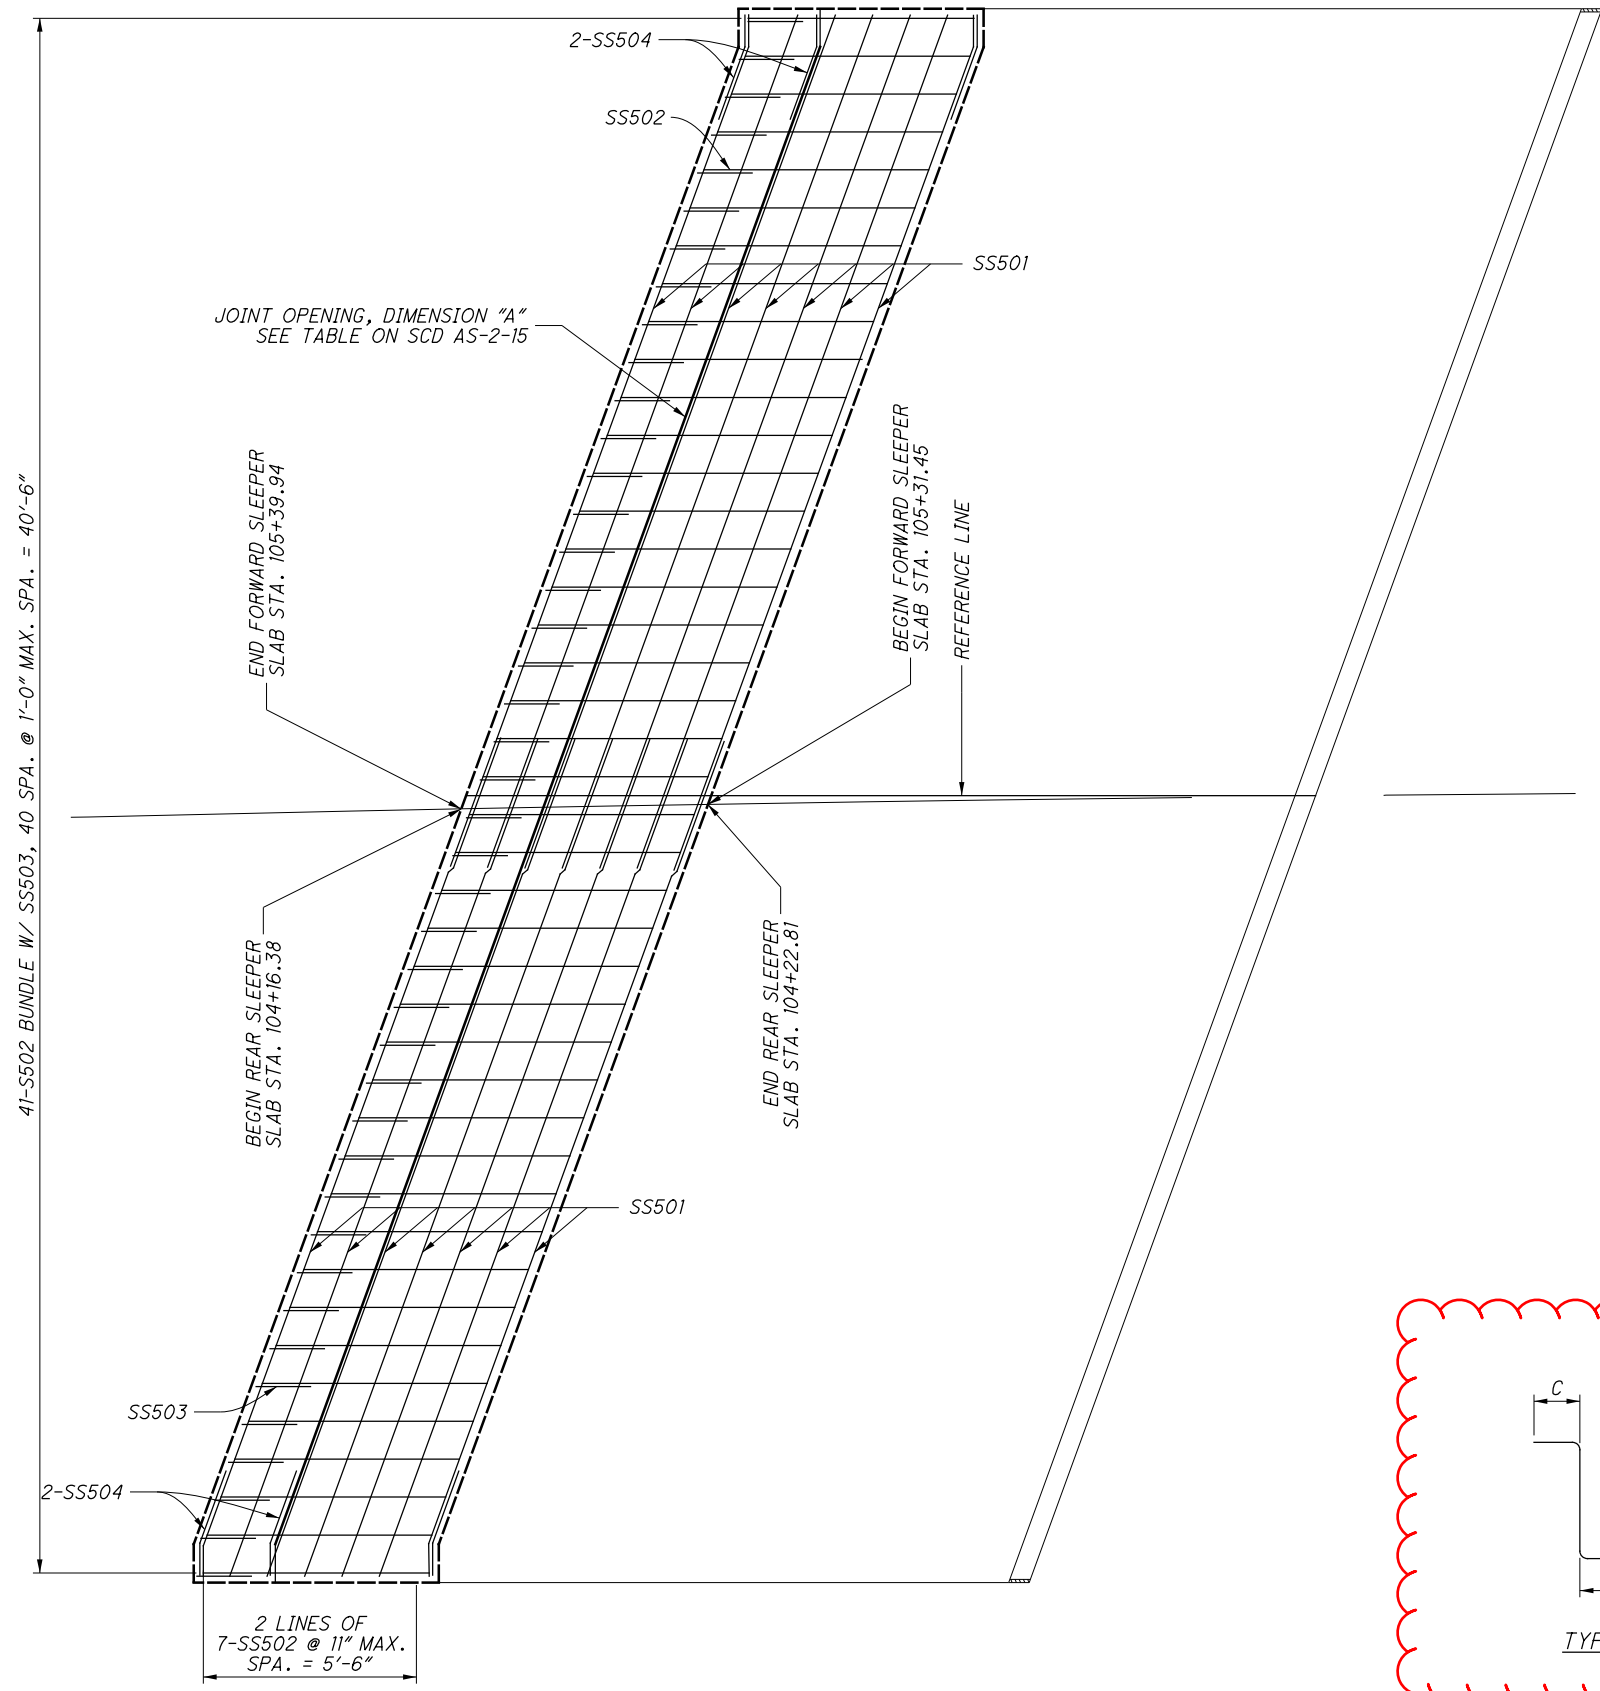 2-SS504
SS502
SS501
JOINT OPENING, DIMENSION "A"
SEE TABLE ON SCD AS-2-15
END FORWARD SLEEPER
SLAB STA. 105+39.94
BEGIN FORWARD SLEEPER
SLAB STA. 105+31.45
REFERENCE LINE
41-S502 BUNDLE W/ SS503, 40 SPA. @ 1'-0" MAX. SPA. = 40'-6"
BEGIN REAR SLEEPER
SLAB STA. 104+16.38
END REAR SLEEPER
SLAB STA. 104+22.81
SS501
SS503
C
2-SS504
2 LINES OF
7-SS502 @ 11" MAX.
SPA. = 5'-6"